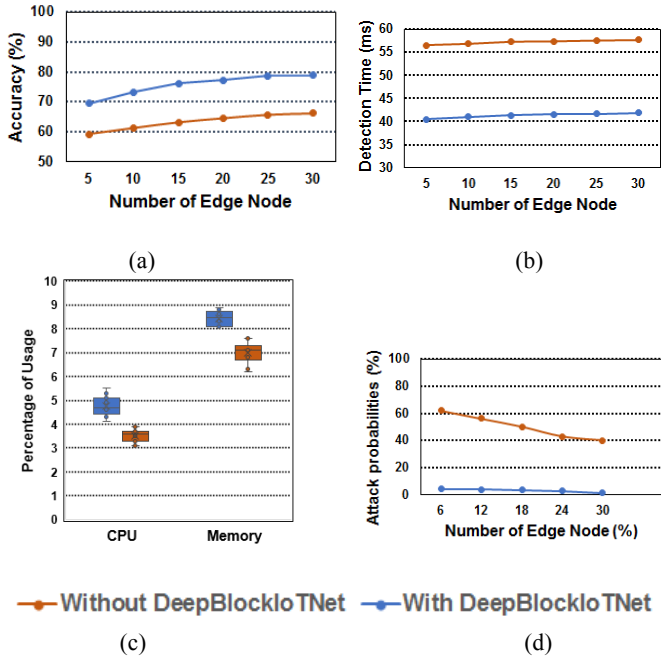 Accuracy (%)
100
90
80
70
60
50
5 10 15 20 25 30
Number of Edge Node
(a)
Detection Time (ms)
60
55
50
45
40
35
30
5 10 15 20 25 30
Number of Edge Node
(b)
Percentage of Usage
10
9
8
7
6
5
4
3
2
1
0
CPU Memory
Attack probabilities (%)
100
80
60
40
20
0
6 12 18 24 30
Number of Edge Node (%)
Without DeepBlockIoTNet With DeepBlockIoTNet
(c) (d)